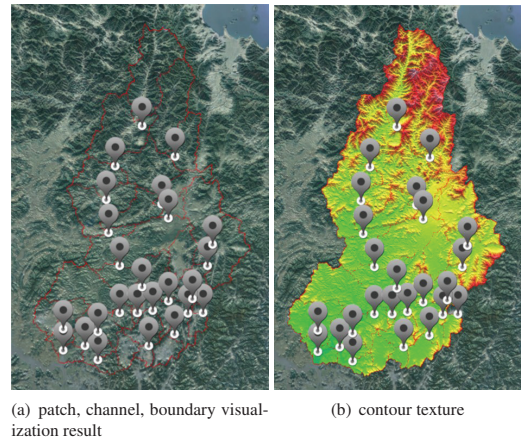 (a) patch, channel, boundary visual-
ization result
(b) contour texture